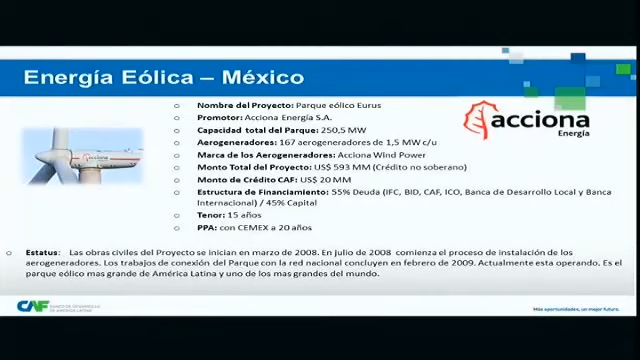 Energía Eólica – México
Nombre del Proyecto: Parque eólico Eurus
Promotor: Acciona Energía S.A.
Capacidad total del Parque: 250,5 MW
Aerogeneradores: 167 aerogeneradores de 1,5 MW c/u
Marca de los Aerogeneradores: Acciona Wind Power
Monto Total del Proyecto: US$ 593 MM (Crédito no soberano)
Monto de Crédito CAF: US$ 20 MM
Estructura de Financiamiento: 55% Deuda (IFC, BID, CAF, ICO, Banca de Desarrollo Local y Banca
Internacional) / 45% Capital
Tenor: 15 años
PPA: con CEMEX a 20 años
acciona
Energía
acciona
Estatus: Las obras civiles del Proyecto se inician en marzo de 2008. En julio de 2008 comienza el proceso de instalación de los
aerogeneradores. Los trabajos de conexión del Parque con la red nacional concluyen en febrero de 2009. Actualmente esta operando. Es el
parque eólico mas grande de América Latina y uno de los mas grandes del mundo.
CAF BANCO DE DESARROLLO
DE AMÉRICA LATINA
Más oportunidades, un mejor futuro.